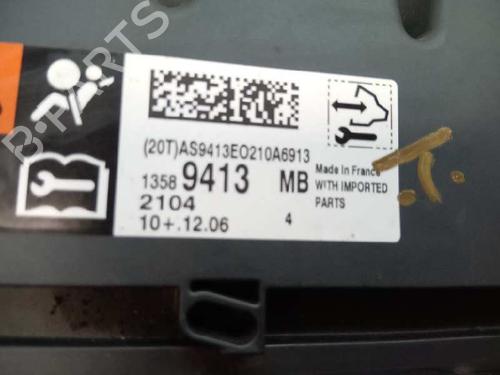 B-PARTS
(20T)AS9413EO210A6913
1358 9413 MB
2104
10+.12.06 4
Made in France
WITH IMPORTED
PARTS